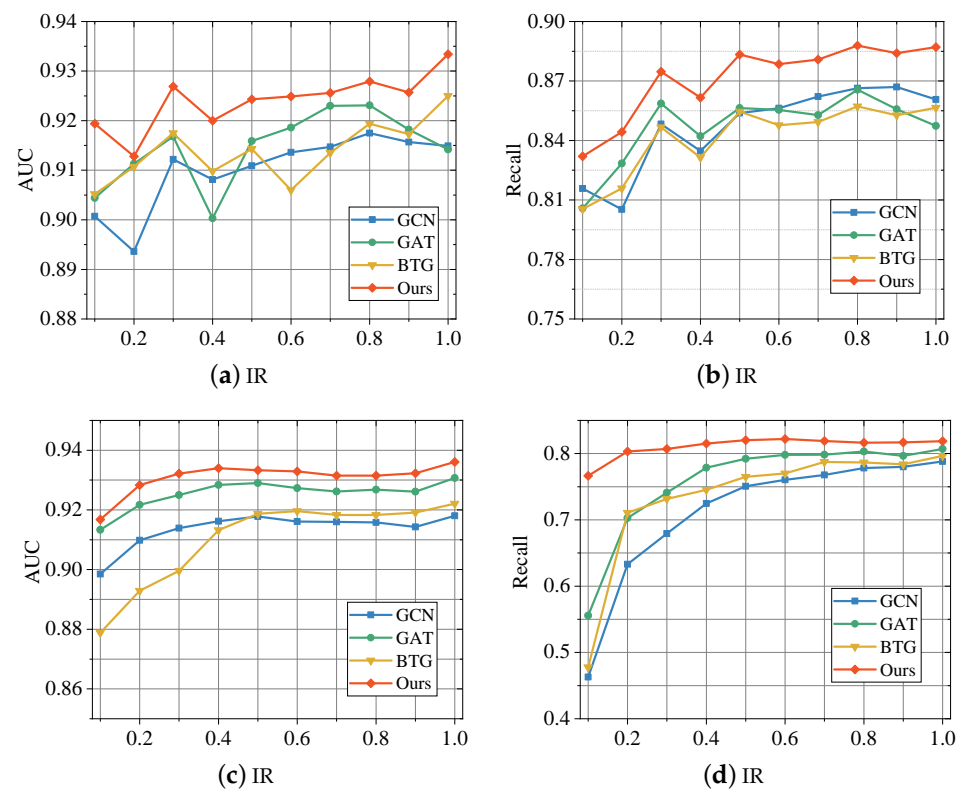 0.94
0.93
0.92
0.91
0.90
0.89
0.88
AUC
0.2 0.4 0.6 0.8 1.0
GCN
GAT
BTG
Ours
(a) IR
0.90
0.87
0.84
0.81
0.78
0.75
Recall
0.2 0.4 0.6 0.8 1.0
GCN
GAT
BTG
Ours
(b) IR
0.94
0.92
0.90
0.88
0.86
AUC
0.2 0.4 0.6 0.8 1.0
GCN
GAT
BTG
Ours
(c) IR
0.8
0.7
0.6
0.5
0.4
Recall
0.2 0.4 0.6 0.8 1.0
GCN
GAT
BTG
Ours
(d) IR